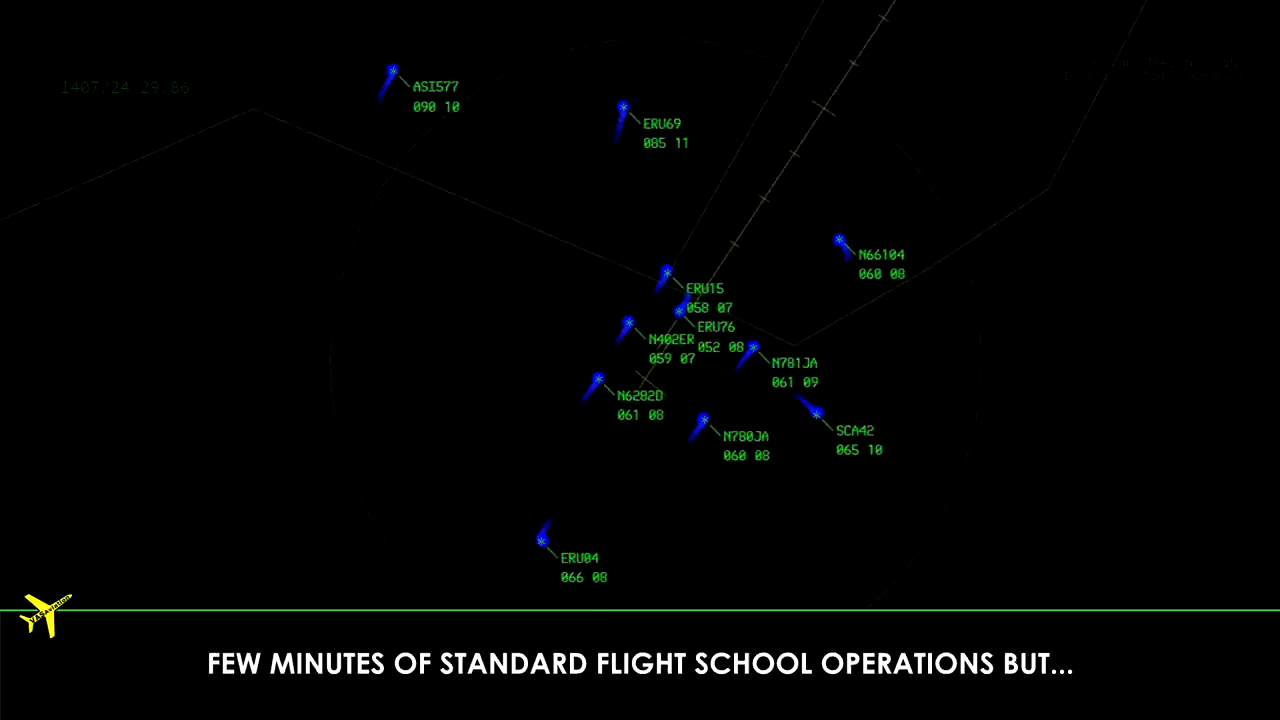 1407/24 29.86
ASI577
090 10
ERU69
085 11
N66104
060 08
ERU15
058 07
ERU76
052 08
N402ER
059 07
N781JA
061 09
N6282D
061 08
SCA42
065 10
N780JA
060 08
ERU04
066 08
VASAviation
FEW MINUTES OF STANDARD FLIGHT SCHOOL OPERATIONS BUT...